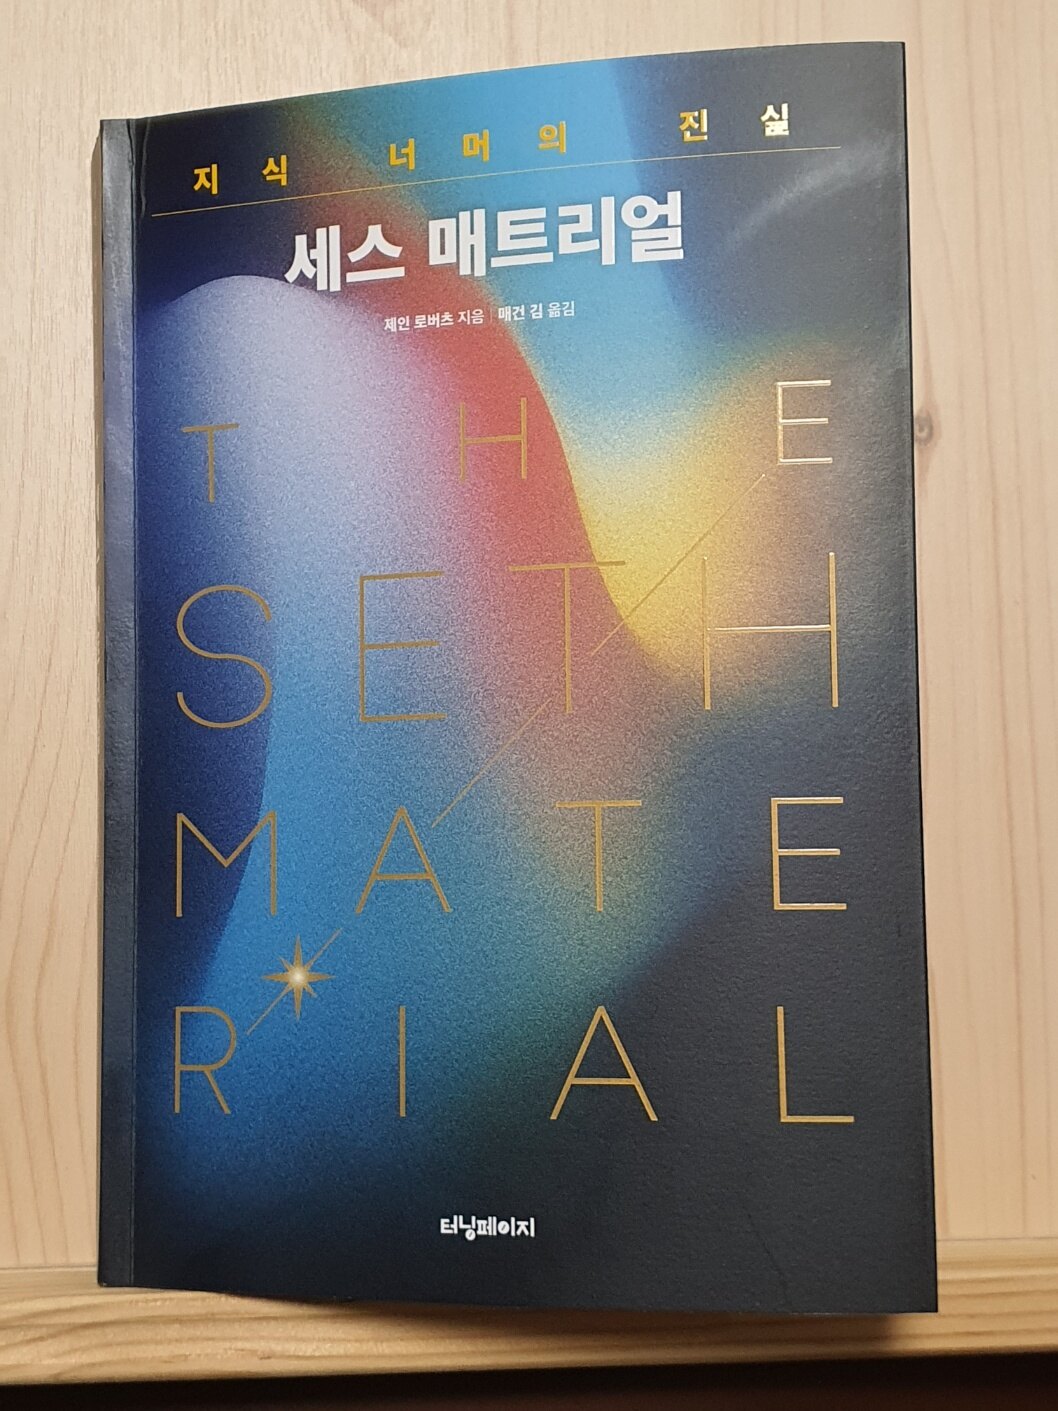 지식 너머의 진실
세스 매트리얼
제인 로버츠 지음 | 매건 김 옮김
THE
SETH
MATE
RIAL
터닝페이지